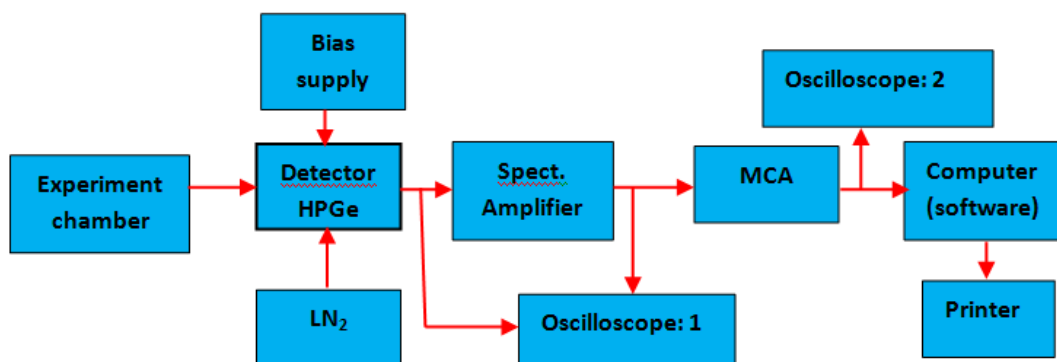 Bias
supply
Oscilloscope: 2
Experiment
chamber
Detector
HPGe
Spect.
Amplifier
MCA
Computer
(software)
LN₂
Oscilloscope: 1
Printer